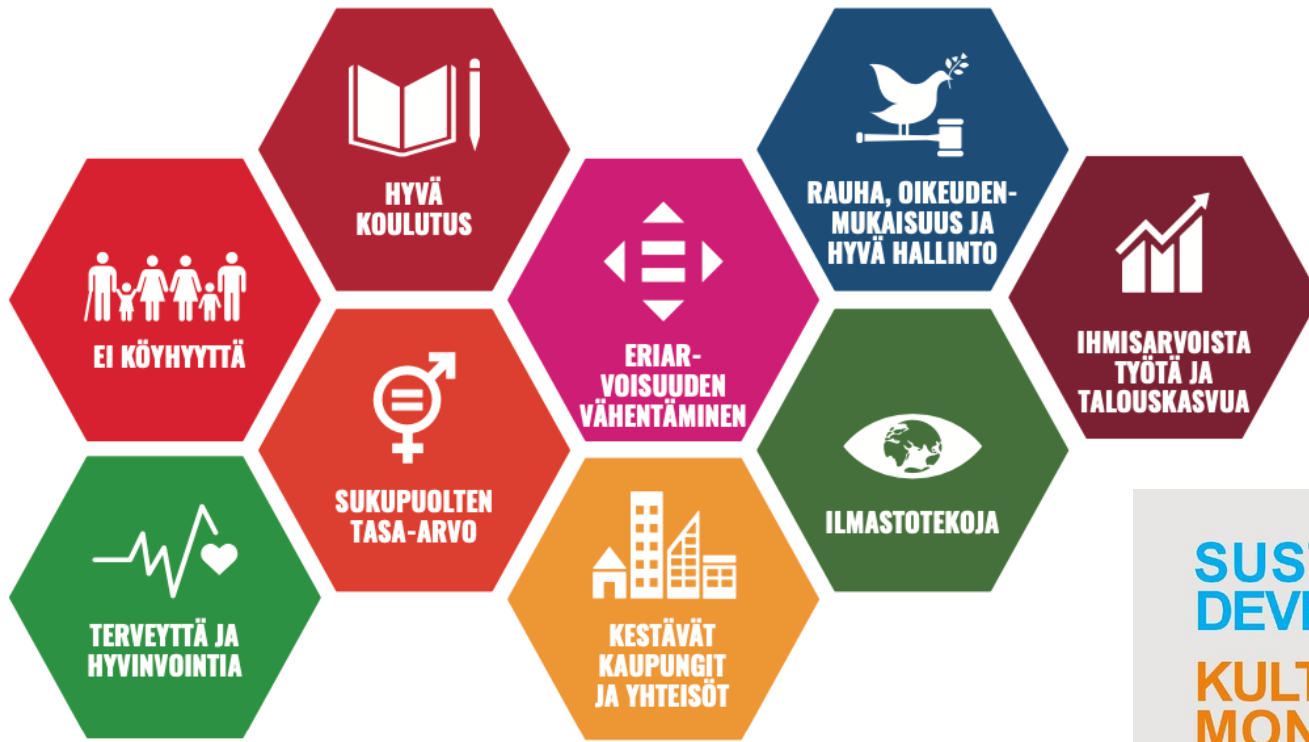 HYVÄ
KOULUTUS
RAUHA, OIKEUDEN-
MUKAISUUS JA
HYVÄ HALLINTO
EI KÖYHYYTTÄ
ERIAR-
VOISUUDEN
VÄHENTÄMINEN
IHMISARVOISTA
TYÖTÄ JA
TALOUSKASVUA
SUKUPUOLTEN
TASA-ARVO
ILMASTOTEKOJA
TERVEYTTÄ JA
HYVINVOINTIA
KESTÄVÄT
KAUPUNGIT
JA YHTEISÖT